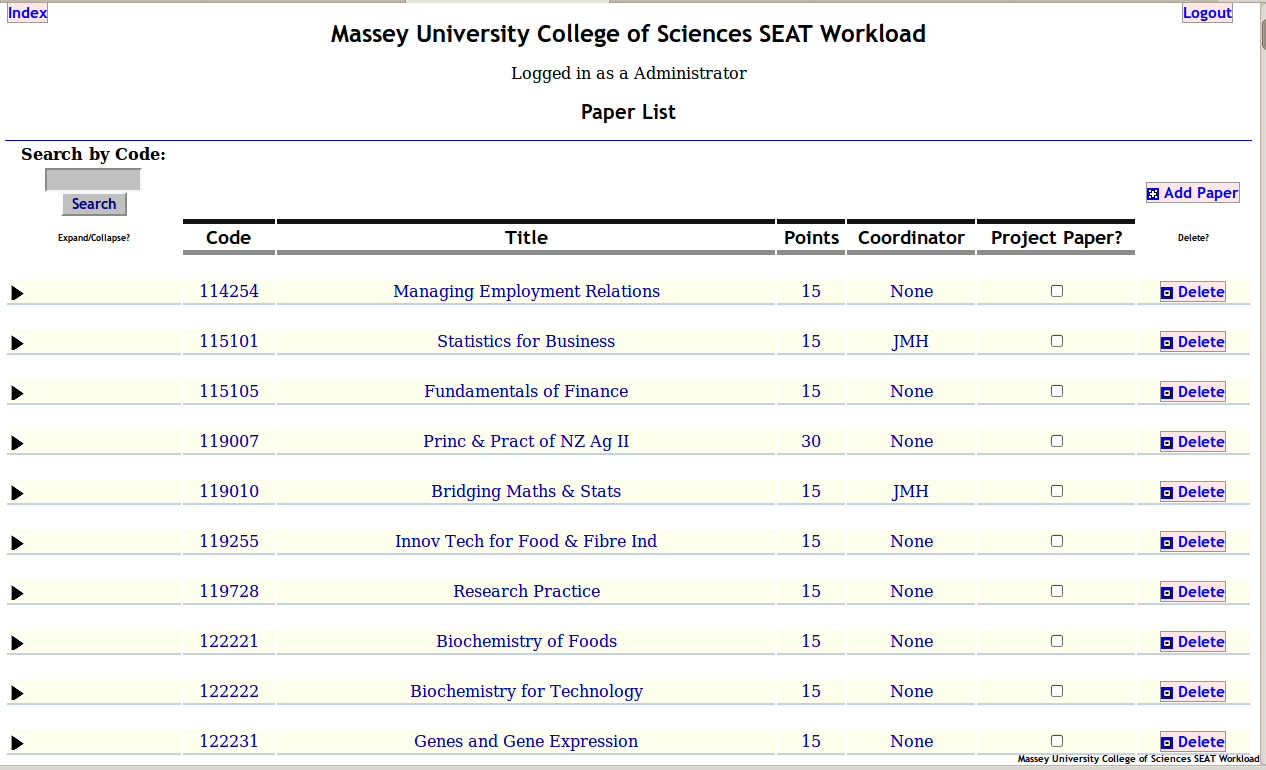 Index Logout
Massey University College of Sciences SEAT Workload
Logged in as a Administrator
Paper List
Search by Code:
Search
Add Paper
Expand/Collapse? Code Title Points Coordinator Project Paper? Delete?
114254 Managing Employment Relations 15 None Delete
115101 Statistics for Business 15 JMH Delete
115105 Fundamentals of Finance 15 None Delete
119007 Princ & Pract of NZ Ag II 30 None Delete
119010 Bridging Maths & Stats 15 JMH Delete
119255 Innov Tech for Food & Fibre Ind 15 None Delete
119728 Research Practice 15 None Delete
122221 Biochemistry of Foods 15 None Delete
122222 Biochemistry for Technology 15 None Delete
122231 Genes and Gene Expression 15 None Delete
Massey University College of Sciences SEAT Workload